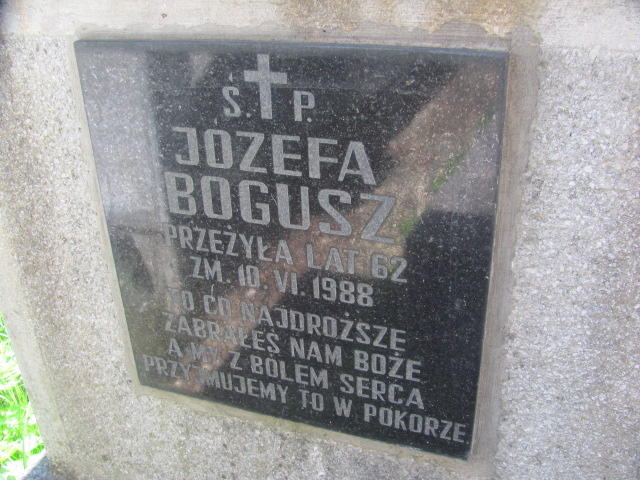 Ś. P.
JOZEFA
BOGUSZ
PRZEŻYŁA LAT 62
ZM. 10. VI. 1988
TO CO NAJDROŻSZE
ZABRAŁEŚ NAM BOŻE
A MY Z BÓLEM SERCA
PRZYJMUJEMY TO W POKORZE